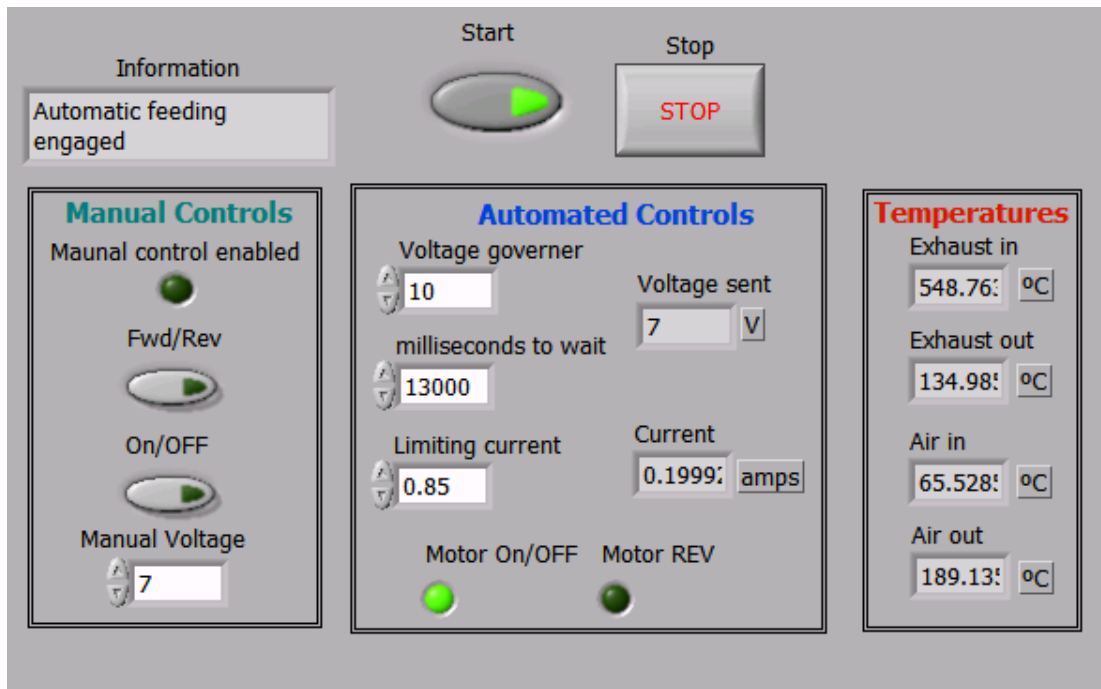 Start
Stop
Information
Automatic feeding
engaged
STOP
Manual Controls
Maunal control enabled
Fwd/Rev
On/OFF
Manual Voltage
7
Automated Controls
Voltage governer
10
Voltage sent
7 V
milliseconds to wait
13000
Limiting current
0.85
Current
0.1999 amps
Motor On/OFF Motor REV
Temperatures
Exhaust in
548.76 ºC
Exhaust out
134.98 ºC
Air in
65.528 ºC
Air out
189.13 ºC